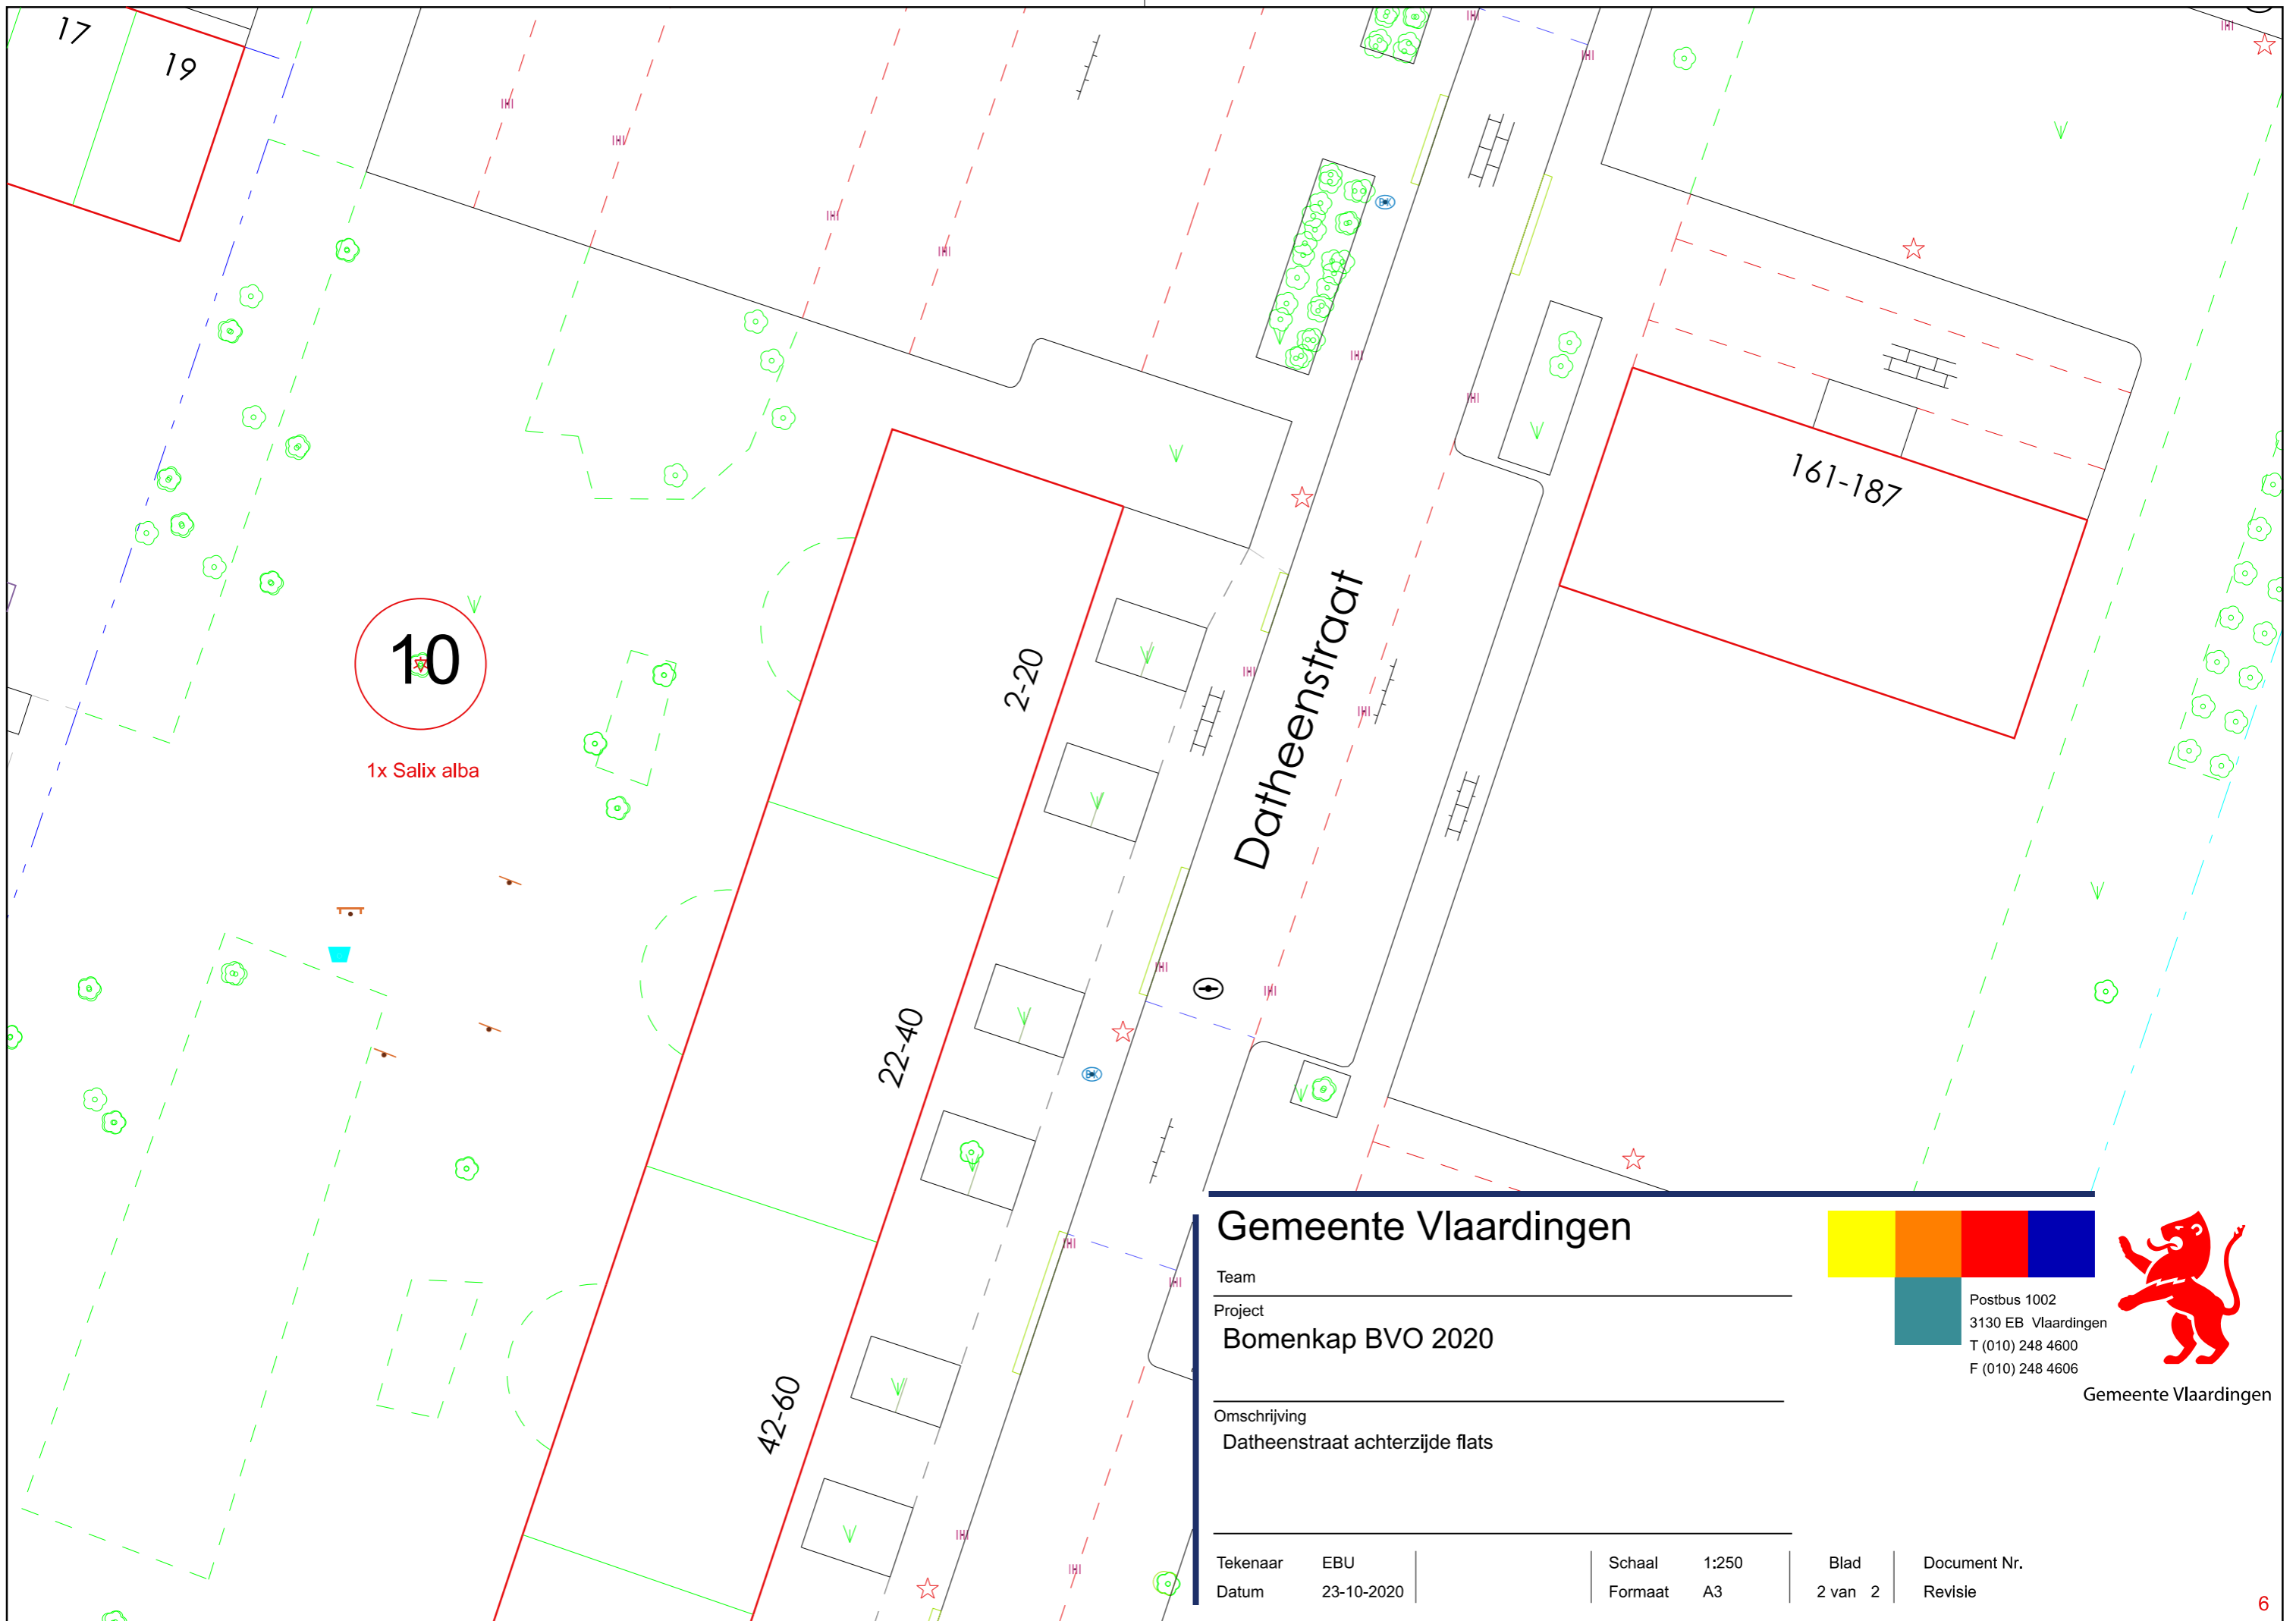 17
19
161-187
10
1x Salix alba
2-20
Datheenstraat
22-40
42-60
BK
BK
Gemeente Vlaardingen
Team
Project
Bomenkap BVO 2020
Omschrijving
Datheenstraat achterzijde flats
Postbus 1002
3130 EB Vlaardingen
T (010) 248 4600
F (010) 248 4606
Gemeente Vlaardingen
Tekenaar EBU Schaal 1:250 Blad Document Nr.
Datum 23-10-2020 Formaat A3 2 van 2 Revisie
6